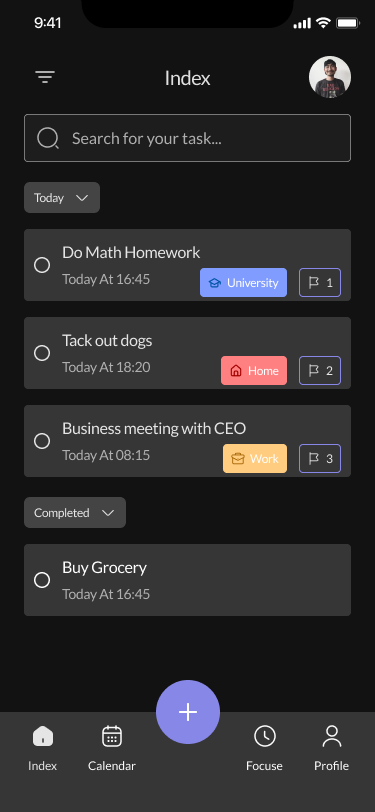 9:41
Index
Search for your task...
Today
Do Math Homework
Today At 16:45
University
1
Tack out dogs
Today At 18:20
Home
2
Business meeting with CEO
Today At 08:15
Work
3
Completed
Buy Grocery
Today At 16:45
Index
Calendar
Focuse
Profile